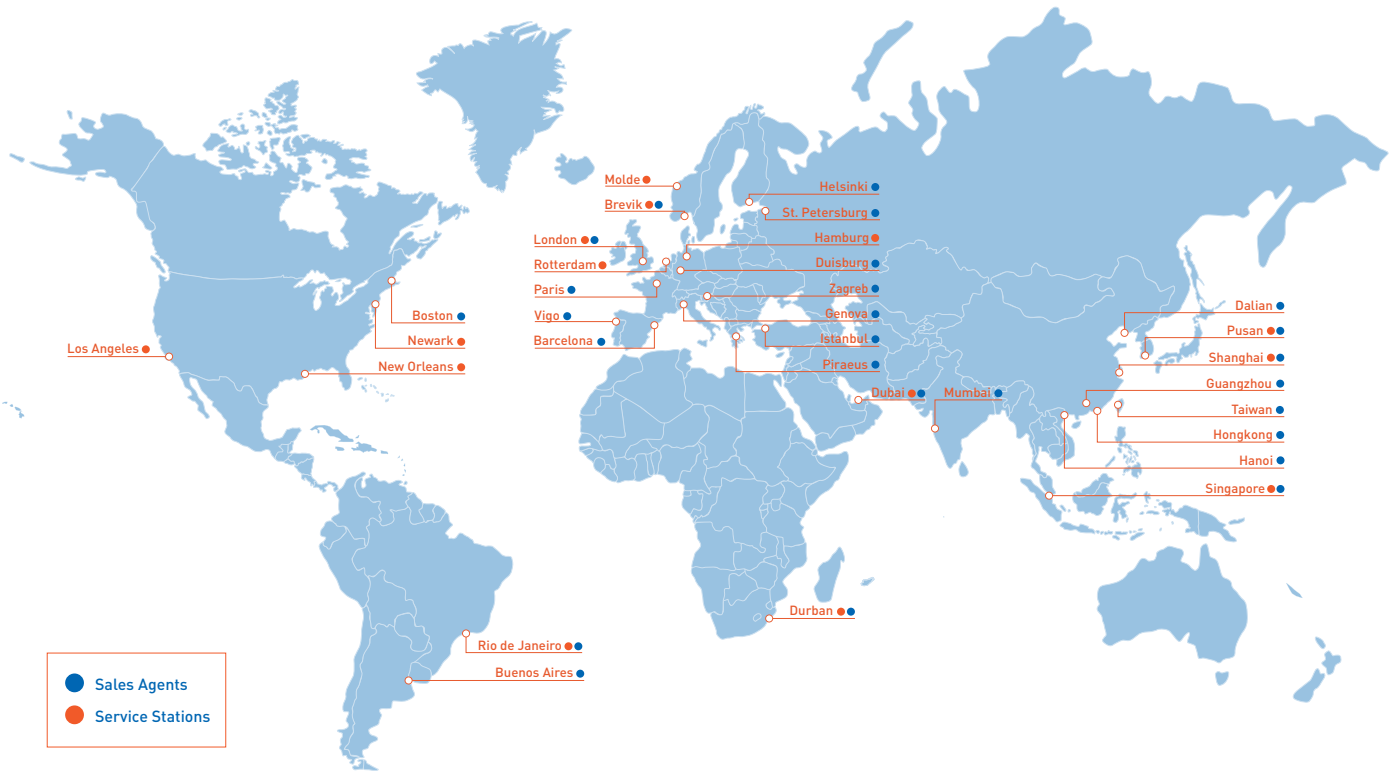 Molde
Helsinki
Brevik
St. Petersburg
London
Hamburg
Rotterdam
Duisburg
Paris
Zagreb
Vigo
Genova
Barcelona
Istanbul
Piraeus
Boston
Newark
Los Angeles
New Orleans
Dubai
Mumbai
Dalian
Pusan
Shanghai
Guangzhou
Taiwan
Hongkong
Hanoi
Singapore
Durban
Rio de Janeiro
Buenos Aires
Sales Agents
Service Stations